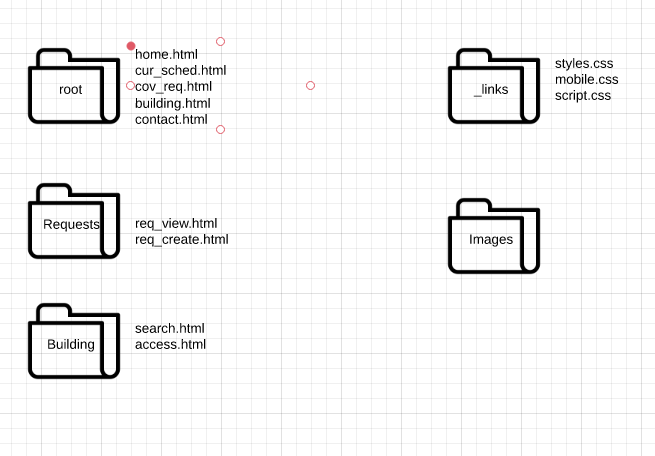 root
home.html
cur_sched.html
cov_req.html
building.html
contact.html
_links
styles.css
mobile.css
script.css
Requests
req_view.html
req_create.html
Images
Building
search.html
access.html